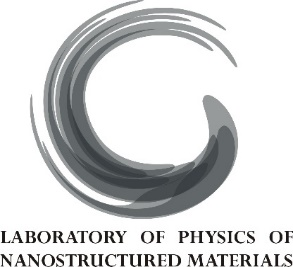 LABORATORY OF PHYSICS OF
NANOSTRUCTURED MATERIALS